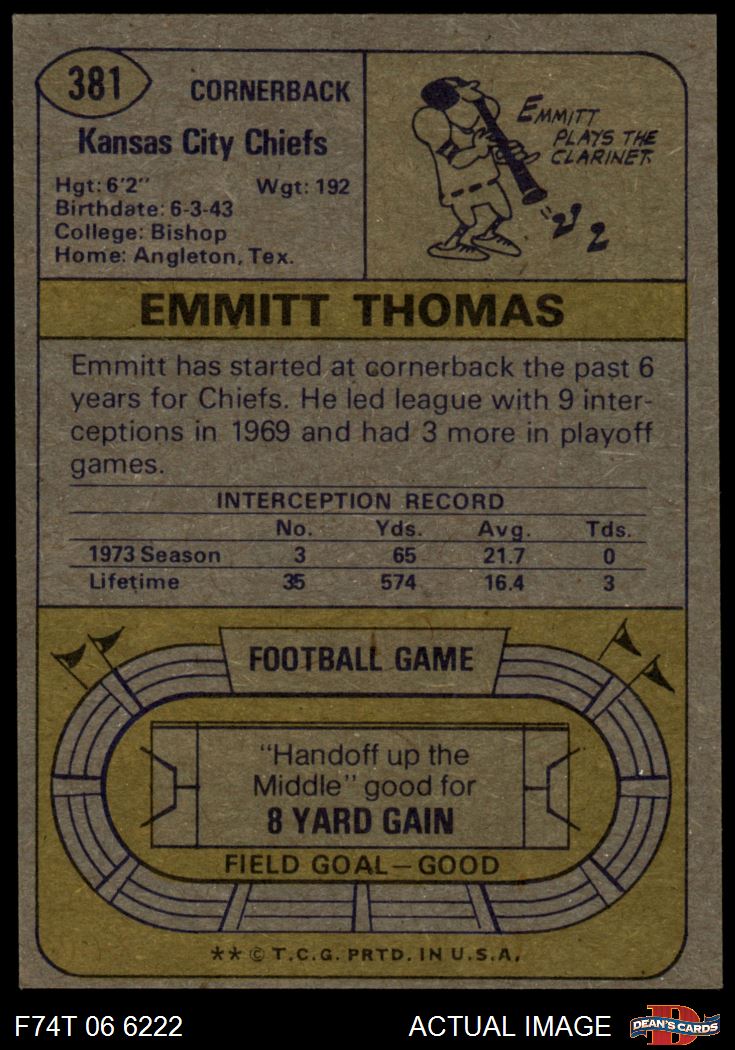 381
CORNERBACK
Kansas City Chiefs
Hgt: 6'2" Wgt: 192
Birthdate: 6-3-43
College: Bishop
Home: Angleton, Tex.
EMMITT
PLAYS THE
CLARINET.
EMMITT THOMAS
Emmitt has started at cornerback the past 6
years for Chiefs. He led league with 9 inter-
ceptions in 1969 and had 3 more in playoff
games.
INTERCEPTION RECORD
No. Yds. Avg. Tds.
1973 Season 3 65 21.7 0
Lifetime 35 574 16.4 3
FOOTBALL GAME
"Handoff up the
Middle" good for
8 YARD GAIN
FIELD GOAL—GOOD
** © T.C.G. PRTD. IN U.S.A.
F74T 06 6222 ACTUAL IMAGE DEAN'S CARDS